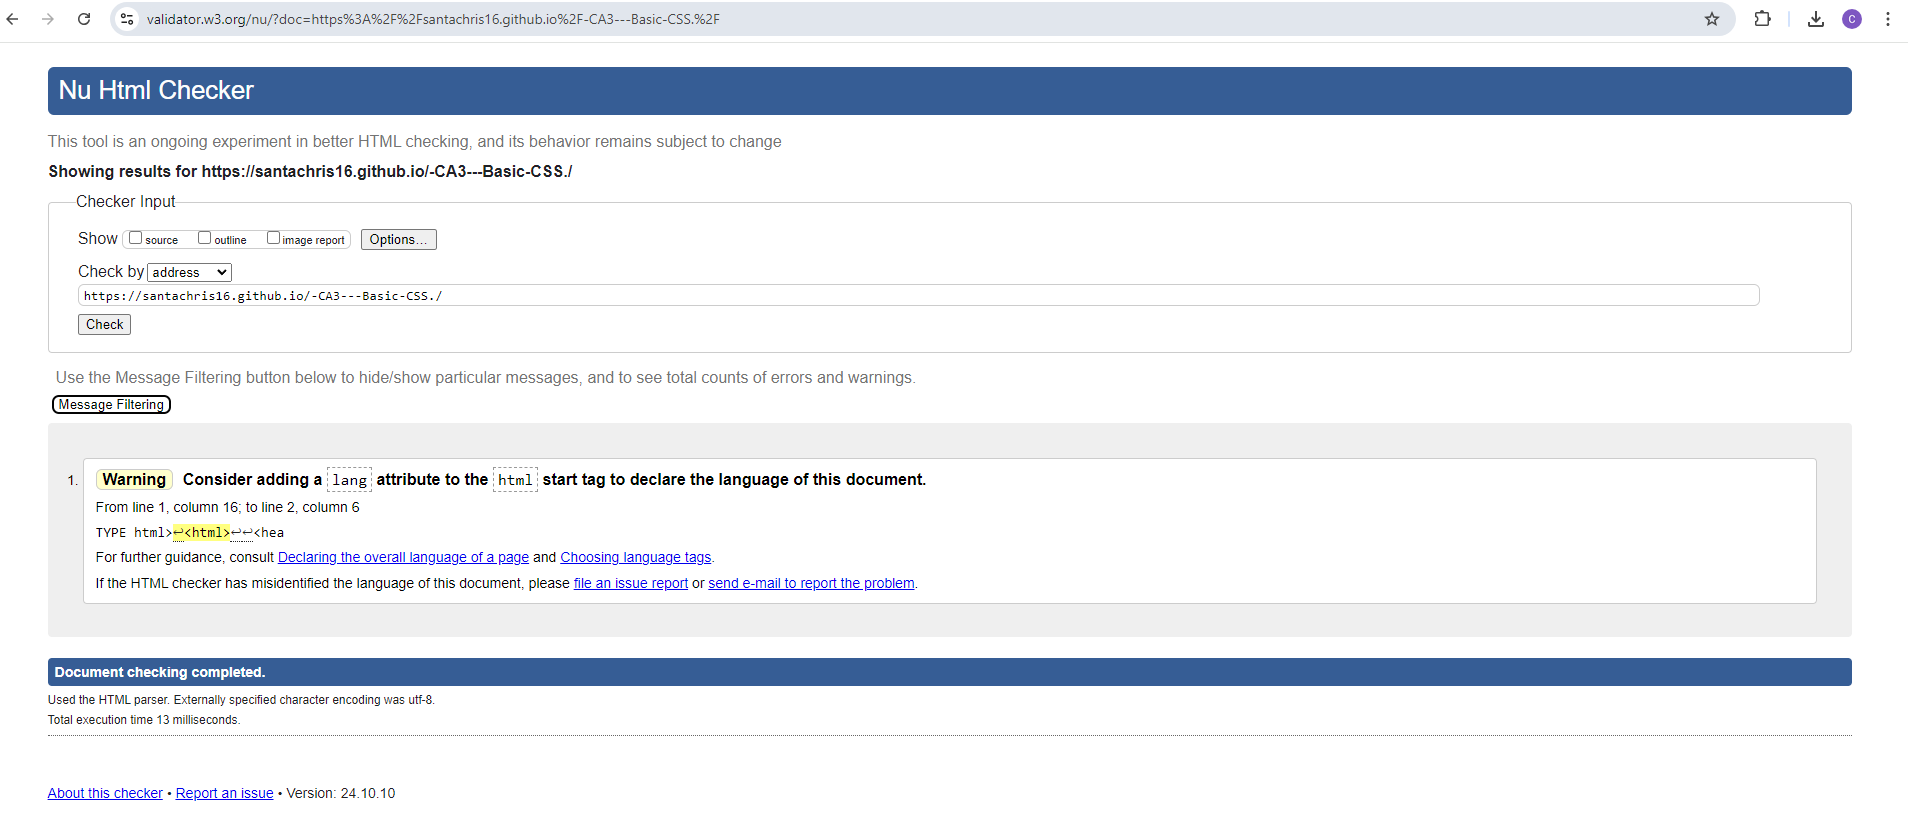 validator.w3.org/nu/?doc=https%3A%2F%2Fsantachris16.github.io%2F-CA3---Basic-CSS.%2F
C
Nu Html Checker
This tool is an ongoing experiment in better HTML checking, and its behavior remains subject to change
Showing results for https://santachris16.github.io/-CA3---Basic-CSS./
Checker Input
Show source outline image report Options...
Check by address
https://santachris16.github.io/-CA3---Basic-CSS./
Check
Use the Message Filtering button below to hide/show particular messages, and to see total counts of errors and warnings.
Message Filtering
1. Warning Consider adding a lang attribute to the html start tag to declare the language of this document.
From line 1, column 16; to line 2, column 6
TYPE html>↩<html>↩↩<hea
For further guidance, consult Declaring the overall language of a page and Choosing language tags.
If the HTML checker has misidentified the language of this document, please file an issue report or send e-mail to report the problem.
Document checking completed.
Used the HTML parser. Externally specified character encoding was utf-8.
Total execution time 13 milliseconds.
About this checker • Report an issue • Version: 24.10.10